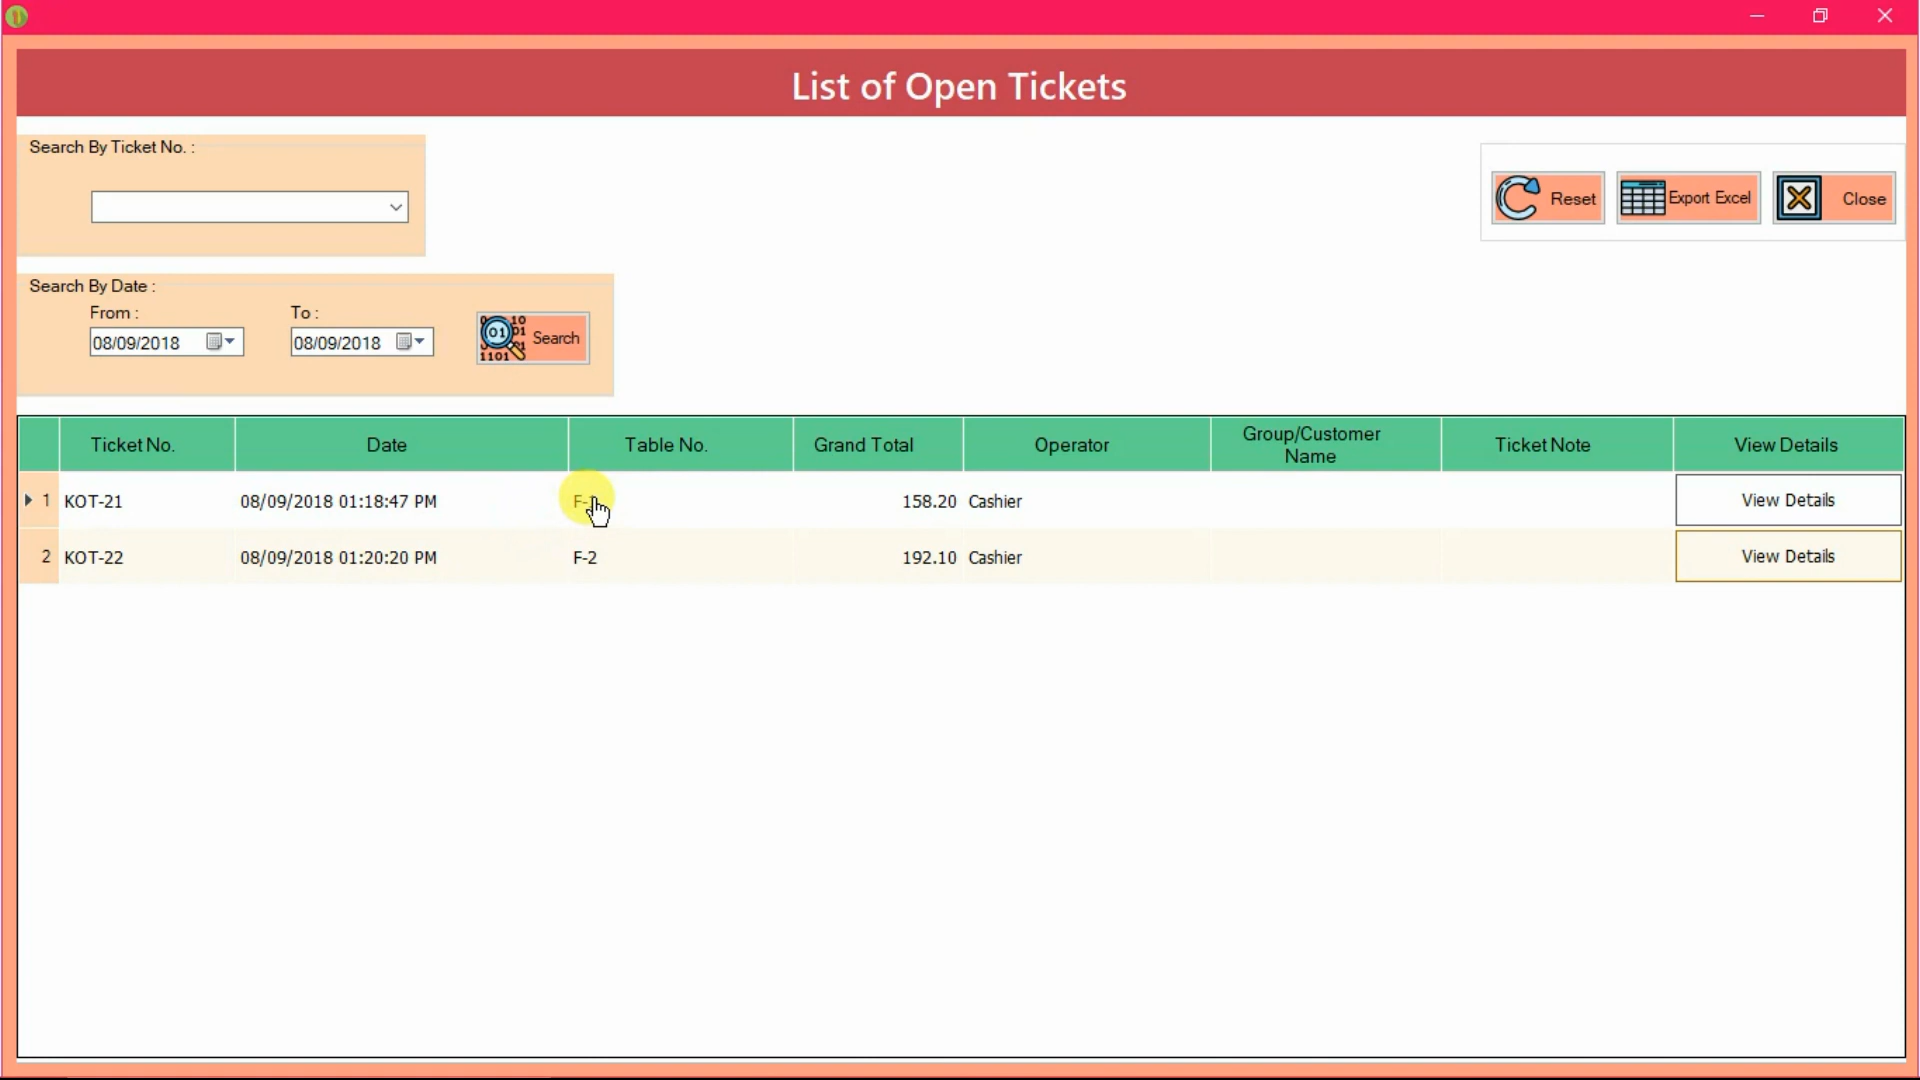 List of Open Tickets
Search By Ticket No. :
Reset
Export Excel
Close
Search By Date :
From :
To :
08/09/2018
08/09/2018
Search
Ticket No.
Date
Table No.
Grand Total
Operator
Group/Customer
Name
Ticket Note
View Details
1
KOT-21
08/09/2018 01:18:47 PM
158.20
Cashier
View Details
2
KOT-22
08/09/2018 01:20:20 PM
F-2
192.10
Cashier
View Details